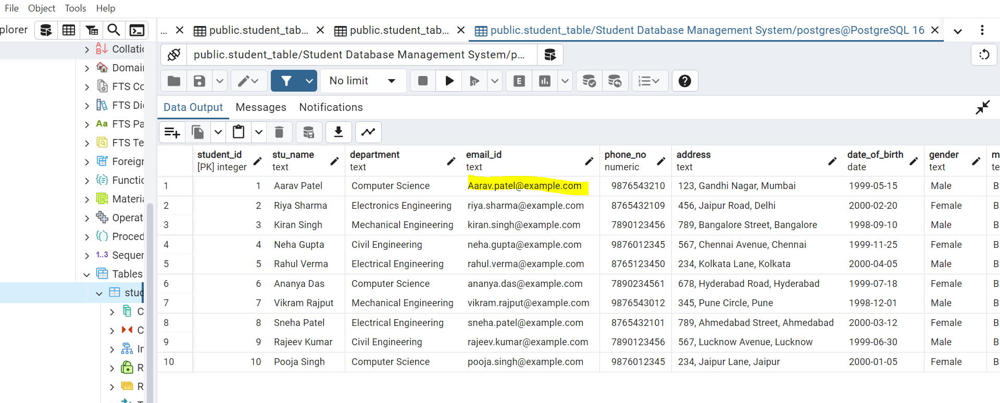 File Object Tools Help
plorer
... public.student_tab... public.student_tab... public.student_table/Student Database Management System/postgres@PostgreSQL 16
public.student_table/Student Database Management System/p...
No limit E
Data Output Messages Notifications
Collatio
Domai
FTS Co
FTS Di
Aa FTS Pa
FTS Te
Foreig
Functio
Materia
Operat
Proced
1..3 Sequer
Tables
stud
C
C
In
R
R
student_id stu_name department email_id phone_no address date_of_birth gender m
[PK] integer text text text numeric text date text te
1 1 Aarav Patel Computer Science Aarav.patel@example.com 9876543210 123, Gandhi Nagar, Mumbai 1999-05-15 Male B
2 2 Riya Sharma Electronics Engineering riya.sharma@example.com 8765432109 456, Jaipur Road, Delhi 2000-02-20 Female B
3 3 Kiran Singh Mechanical Engineering kiran.singh@example.com 7890123456 789, Bangalore Street, Bangalore 1998-09-10 Male B
4 4 Neha Gupta Civil Engineering neha.gupta@example.com 9876012345 567, Chennai Avenue, Chennai 1999-11-25 Female B
5 5 Rahul Verma Electrical Engineering rahul.verma@example.com 8765123450 234, Kolkata Lane, Kolkata 2000-04-05 Male B
6 6 Ananya Das Computer Science ananya.das@example.com 7890234561 678, Hyderabad Road, Hyderabad 1999-07-18 Female B
7 7 Vikram Rajput Mechanical Engineering vikram.rajput@example.com 9876543012 345, Pune Circle, Pune 1998-12-01 Male B
8 8 Sneha Patel Electrical Engineering sneha.patel@example.com 8765432101 789, Ahmedabad Street, Ahmedabad 2000-03-12 Female B
9 9 Rajeev Kumar Civil Engineering rajeev.kumar@example.com 7890123456 567, Lucknow Avenue, Lucknow 1999-06-30 Male B
10 10 Pooja Singh Computer Science pooja.singh@example.com 9876012345 234, Jaipur Lane, Jaipur 2000-01-05 Female B